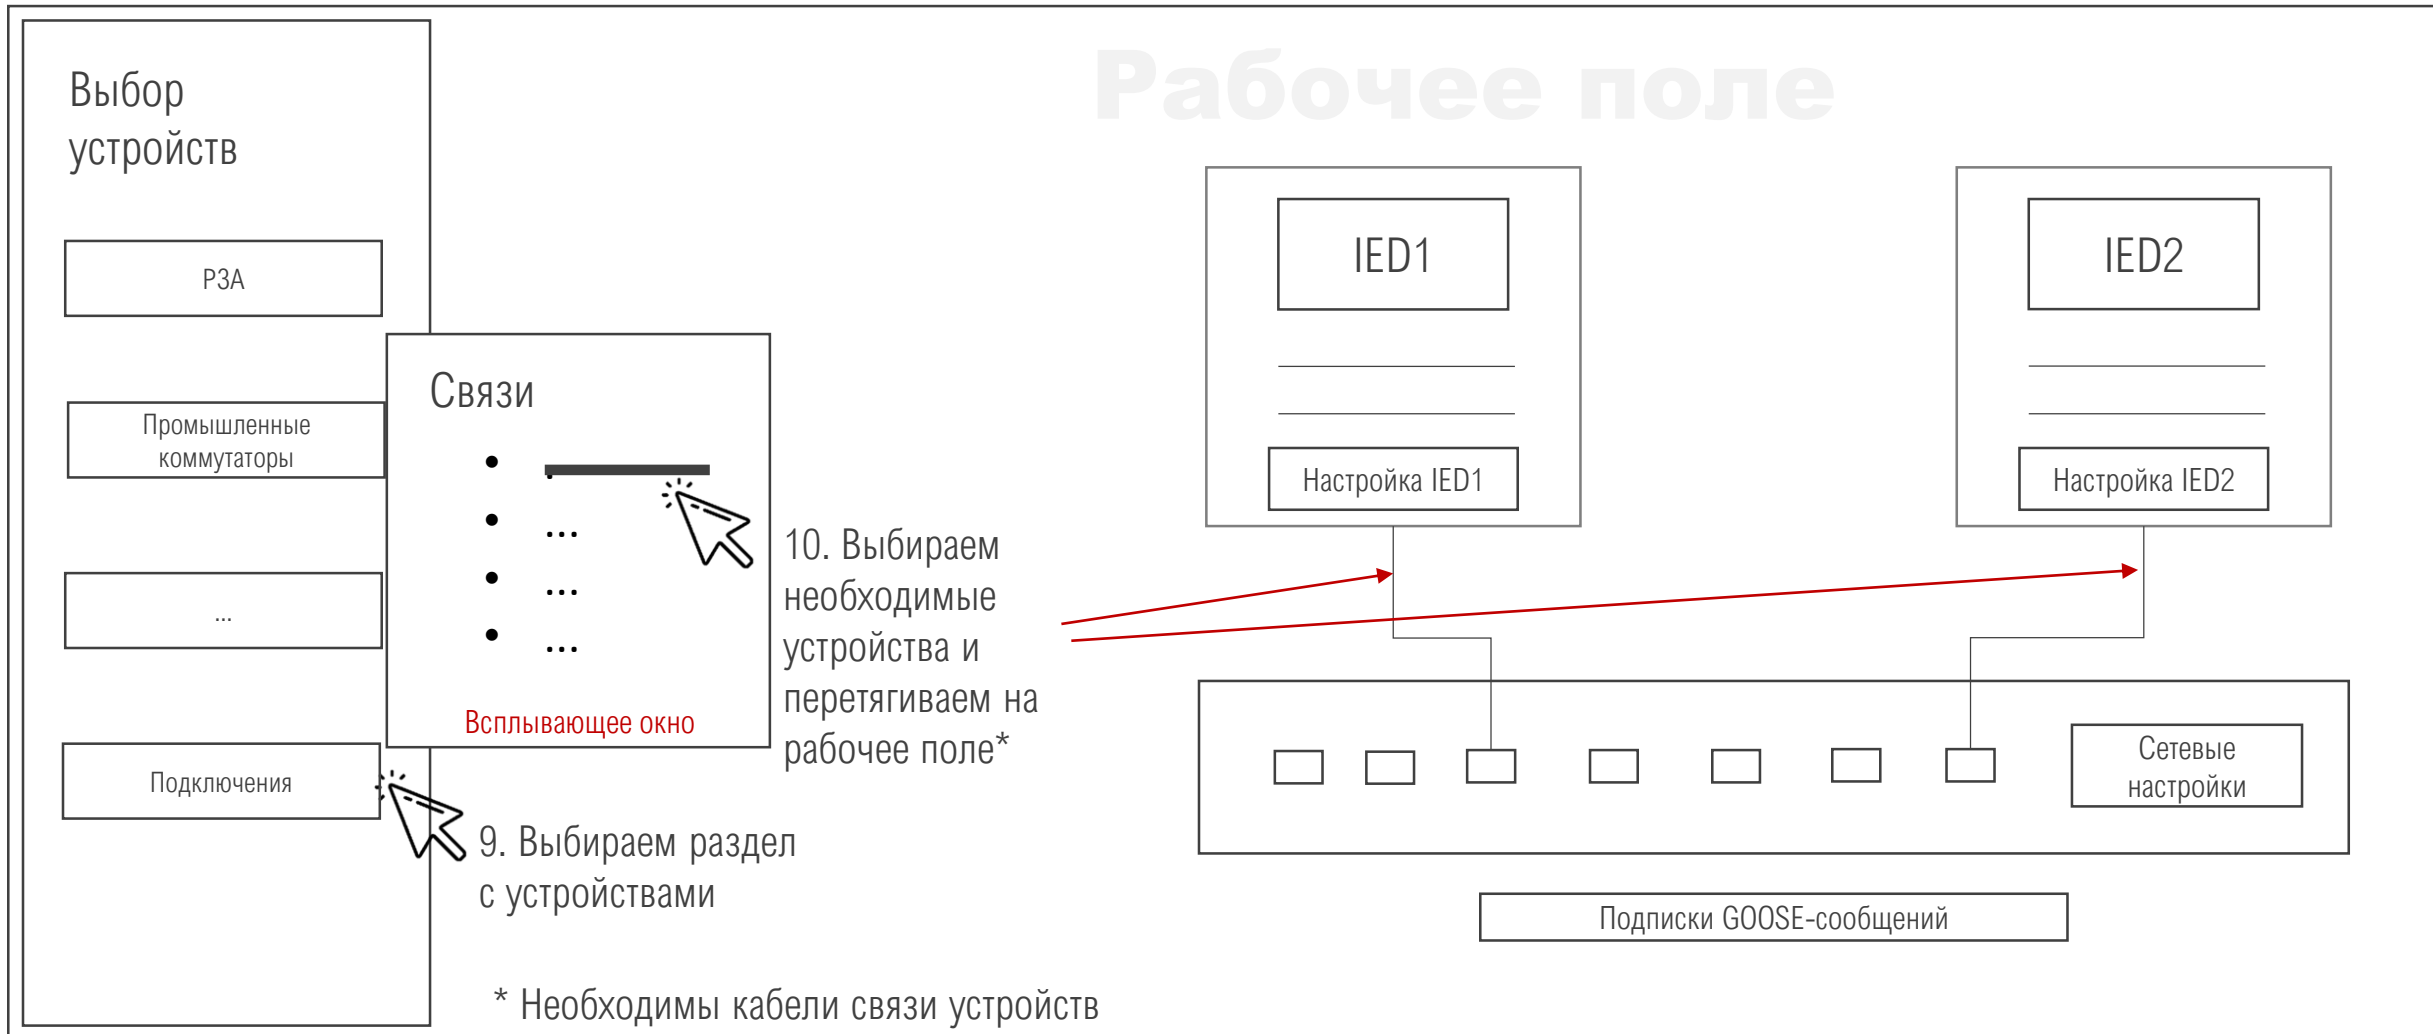 Рабочее поле
Выбор
устройств
РЗА
Промышленные
коммутаторы
...
Подключения
Связи
• .
• ...
• ...
• ...
Всплывающее окно
9. Выбираем раздел
с устройствами
10. Выбираем
необходимые
устройства и
перетягиваем на
рабочее поле*
* Необходимы кабели связи устройств
IED1
Настройка IED1
IED2
Настройка IED2
Сетевые
настройки
Подписки GOOSE-сообщений